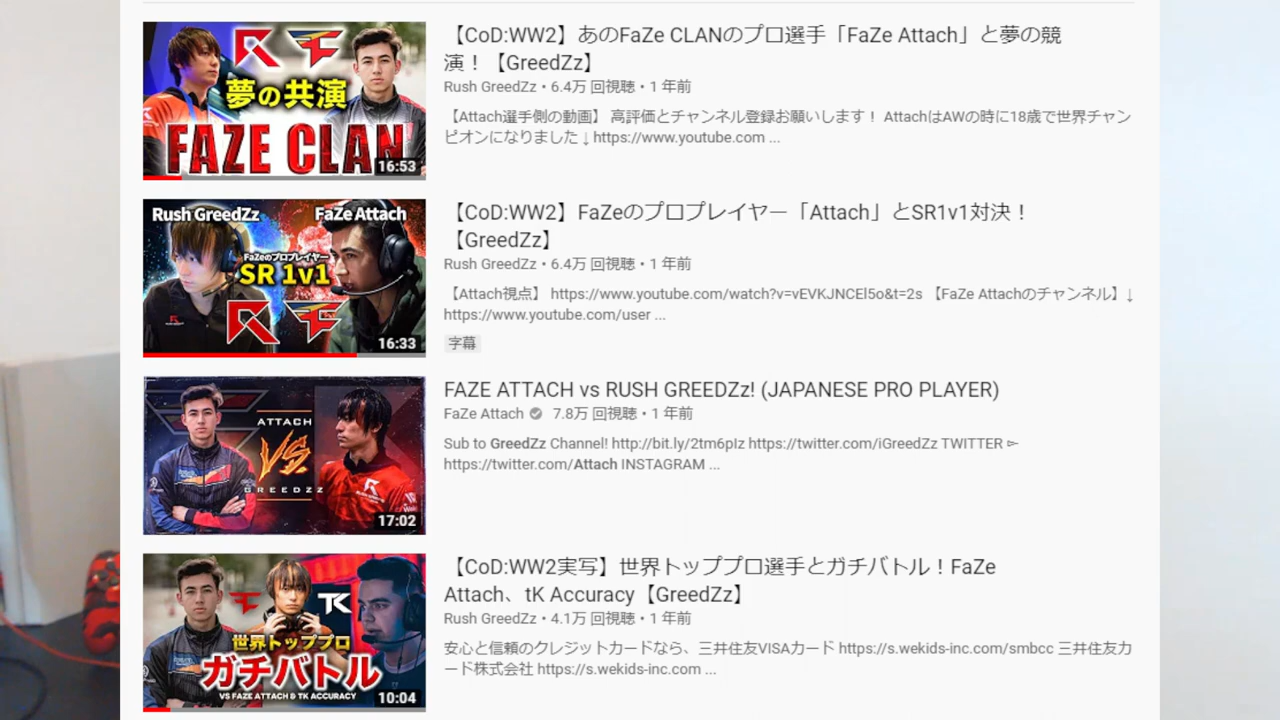 夢の共演
FAZE CLAN
16:53
【CoD:WW2】あのFaZe CLANのプロ選手「FaZe Attach」と夢の競
演！【GreedZz】
Rush GreedZz・6.4万 回視聴・1 年前
【Attach選手側の動画】 高評価とチャンネル登録お願いします！ AttachはAWの時に18歳で世界チャン
ピオンになりました ↓ https://www.youtube.com ...
Rush GreedZz FaZe Attach
FaZeのプロプレイヤー
SR 1v1
16:33
【CoD:WW2】FaZeのプロプレイヤー「Attach」とSR1v1対決！
【GreedZz】
Rush GreedZz・6.4万 回視聴・1 年前
【Attach視点】 https://www.youtube.com/watch?v=vEVKJNCEl5o&t=2s 【FaZe Attachのチャンネル】↓
https://www.youtube.com/user ...
字幕
ATTACH
VS
GREEDZZ
17:02
FAZE ATTACH vs RUSH GREEDZz! (JAPANESE PRO PLAYER)
FaZe Attach 7.8万 回視聴・1 年前
Sub to GreedZz Channel! http://bit.ly/2tm6pIz https://twitter.com/iGreedZz TWITTER ➳
https://twitter.com/Attach INSTAGRAM ...
TK
世界トッププロ
ガチバトル
VS FAZE ATTACH & TK ACCURACY
10:04
【CoD:WW2実写】世界トッププロ選手とガチバトル！FaZe
Attach、tK Accuracy【GreedZz】
Rush GreedZz・4.1万 回視聴・1 年前
安心と信頼のクレジットカードなら、三井住友VISAカード https://s.wekids-inc.com/smbcc 三井住友カ
ード株式会社 https://s.wekids-inc.com ...